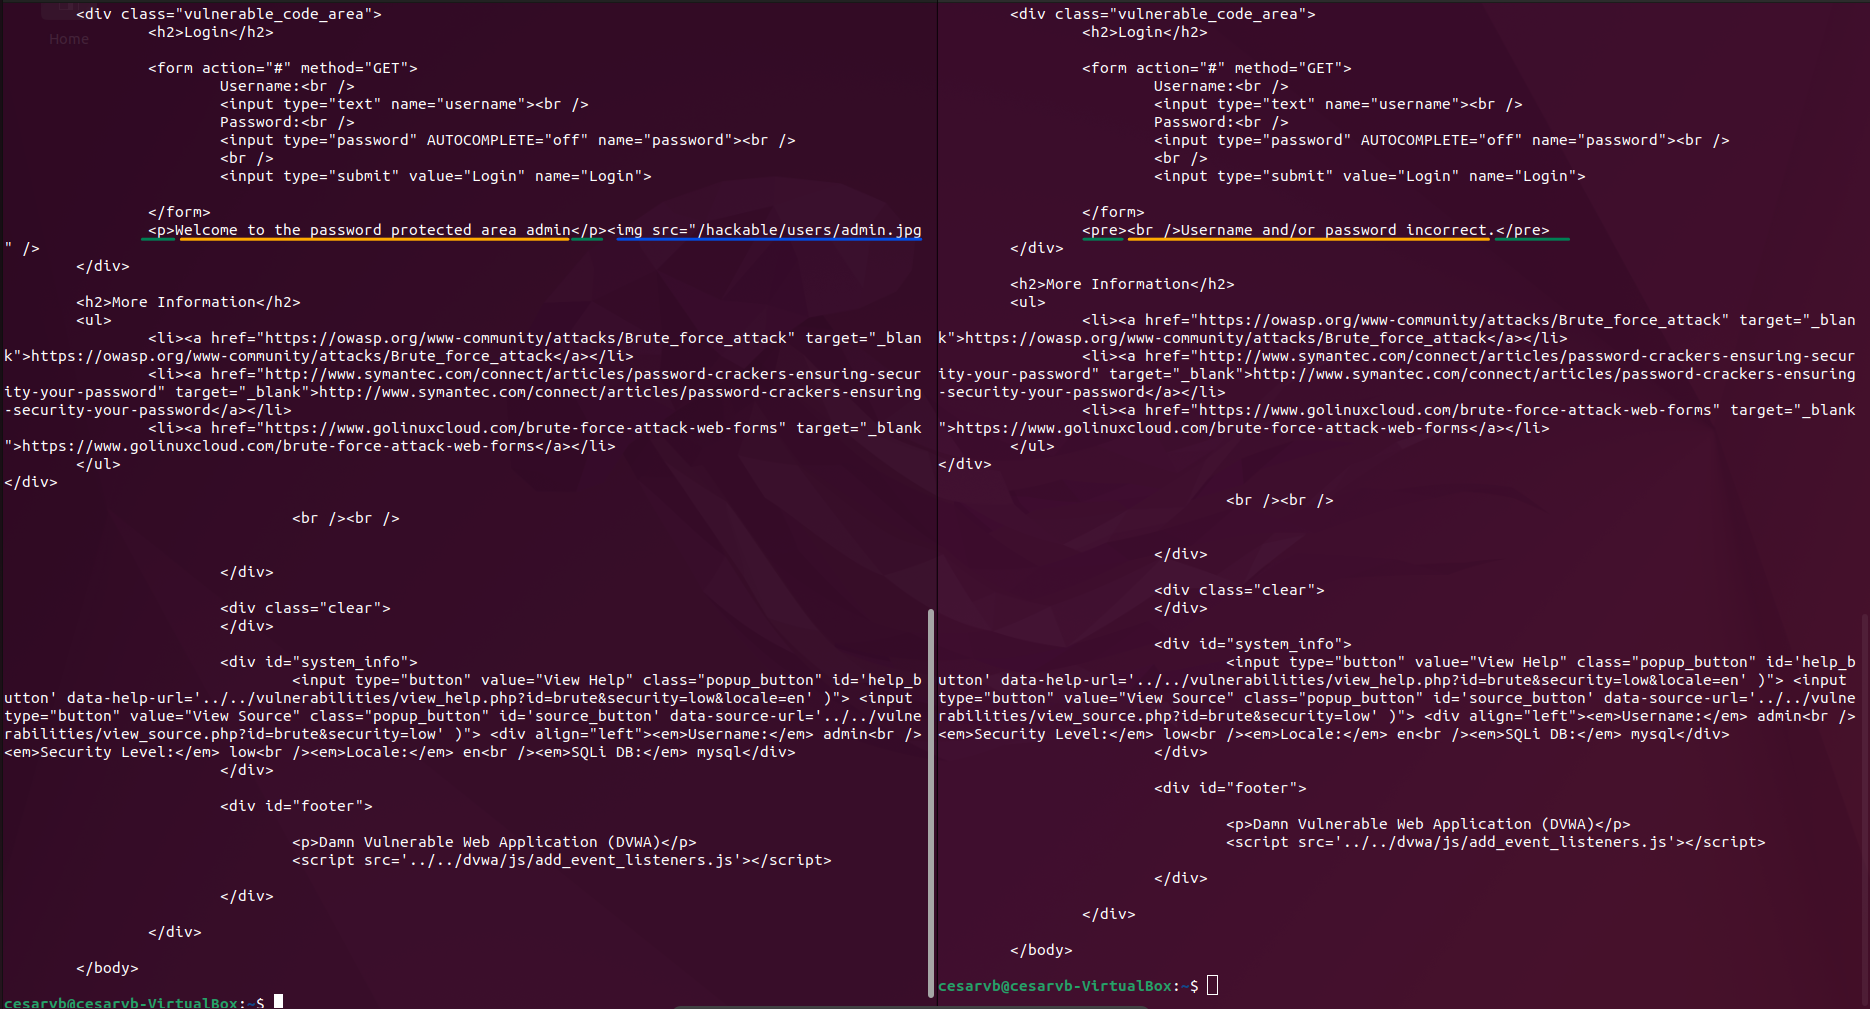 Home
<div class="vulnerable_code_area">
<h2>Login</h2>
<form action="#" method="GET">
Username:<br />
<input type="text" name="username"><br />
Password:<br />
<input type="password" AUTOCOMPLETE="off" name="password"><br />
<br />
<input type="submit" value="Login" name="Login">
</form>
<p>Welcome to the password protected area admin</p><img src="/hackable/users/admin.jpg
" />
</div>
<h2>More Information</h2>
<ul>
<li><a href="https://owasp.org/www-community/attacks/Brute_force_attack" target="_blan
k">https://owasp.org/www-community/attacks/Brute_force_attack</a></li>
<li><a href="http://www.symantec.com/connect/articles/password-crackers-ensuring-secur
ity-your-password" target="_blank">http://www.symantec.com/connect/articles/password-crackers-ensuring
-security-your-password</a></li>
<li><a href="https://www.golinuxcloud.com/brute-force-attack-web-forms" target="_blank
">https://www.golinuxcloud.com/brute-force-attack-web-forms</a></li>
</ul>
</div>
<br /><br />
</div>
<div class="clear">
</div>
<div id="system_info">
<input type="button" value="View Help" class="popup_button" id='help_b
utton' data-help-url='../../vulnerabilities/view_help.php?id=brute&security=low&locale=en' )"> <input 
type="button" value="View Source" class="popup_button" id='source_button' data-source-url='../../vulne
rabilities/view_source.php?id=brute&security=low' )"> <div align="left"><em>Username:</em> admin<br />
<em>Security Level:</em> low<br /><em>Locale:</em> en<br /><em>SQLi DB:</em> mysql</div>
</div>
<div id="footer">
<p>Damn Vulnerable Web Application (DVWA)</p>
<script src='../../dvwa/js/add_event_listeners.js'></script>
</div>
</div>
</body>
cesarvb@cesarvb-VirtualBox:~$
<div class="vulnerable_code_area">
<h2>Login</h2>
<form action="#" method="GET">
Username:<br />
<input type="text" name="username"><br />
Password:<br />
<input type="password" AUTOCOMPLETE="off" name="password"><br />
<br />
<input type="submit" value="Login" name="Login">
</form>
<pre><br />Username and/or password incorrect.</pre>
</div>
<h2>More Information</h2>
<ul>
<li><a href="https://owasp.org/www-community/attacks/Brute_force_attack" target="_blan
k">https://owasp.org/www-community/attacks/Brute_force_attack</a></li>
<li><a href="http://www.symantec.com/connect/articles/password-crackers-ensuring-secur
ity-your-password" target="_blank">http://www.symantec.com/connect/articles/password-crackers-ensuring
-security-your-password</a></li>
<li><a href="https://www.golinuxcloud.com/brute-force-attack-web-forms" target="_blank
">https://www.golinuxcloud.com/brute-force-attack-web-forms</a></li>
</ul>
</div>
<br /><br />
</div>
<div class="clear">
</div>
<div id="system_info">
<input type="button" value="View Help" class="popup_button" id='help_b
utton' data-help-url='../../vulnerabilities/view_help.php?id=brute&security=low&locale=en' )"> <input 
type="button" value="View Source" class="popup_button" id='source_button' data-source-url='../../vulne
rabilities/view_source.php?id=brute&security=low' )"> <div align="left"><em>Username:</em> admin<br />
<em>Security Level:</em> low<br /><em>Locale:</em> en<br /><em>SQLi DB:</em> mysql</div>
</div>
<div id="footer">
<p>Damn Vulnerable Web Application (DVWA)</p>
<script src='../../dvwa/js/add_event_listeners.js'></script>
</div>
</div>
</body>
cesarvb@cesarvb-VirtualBox:~$